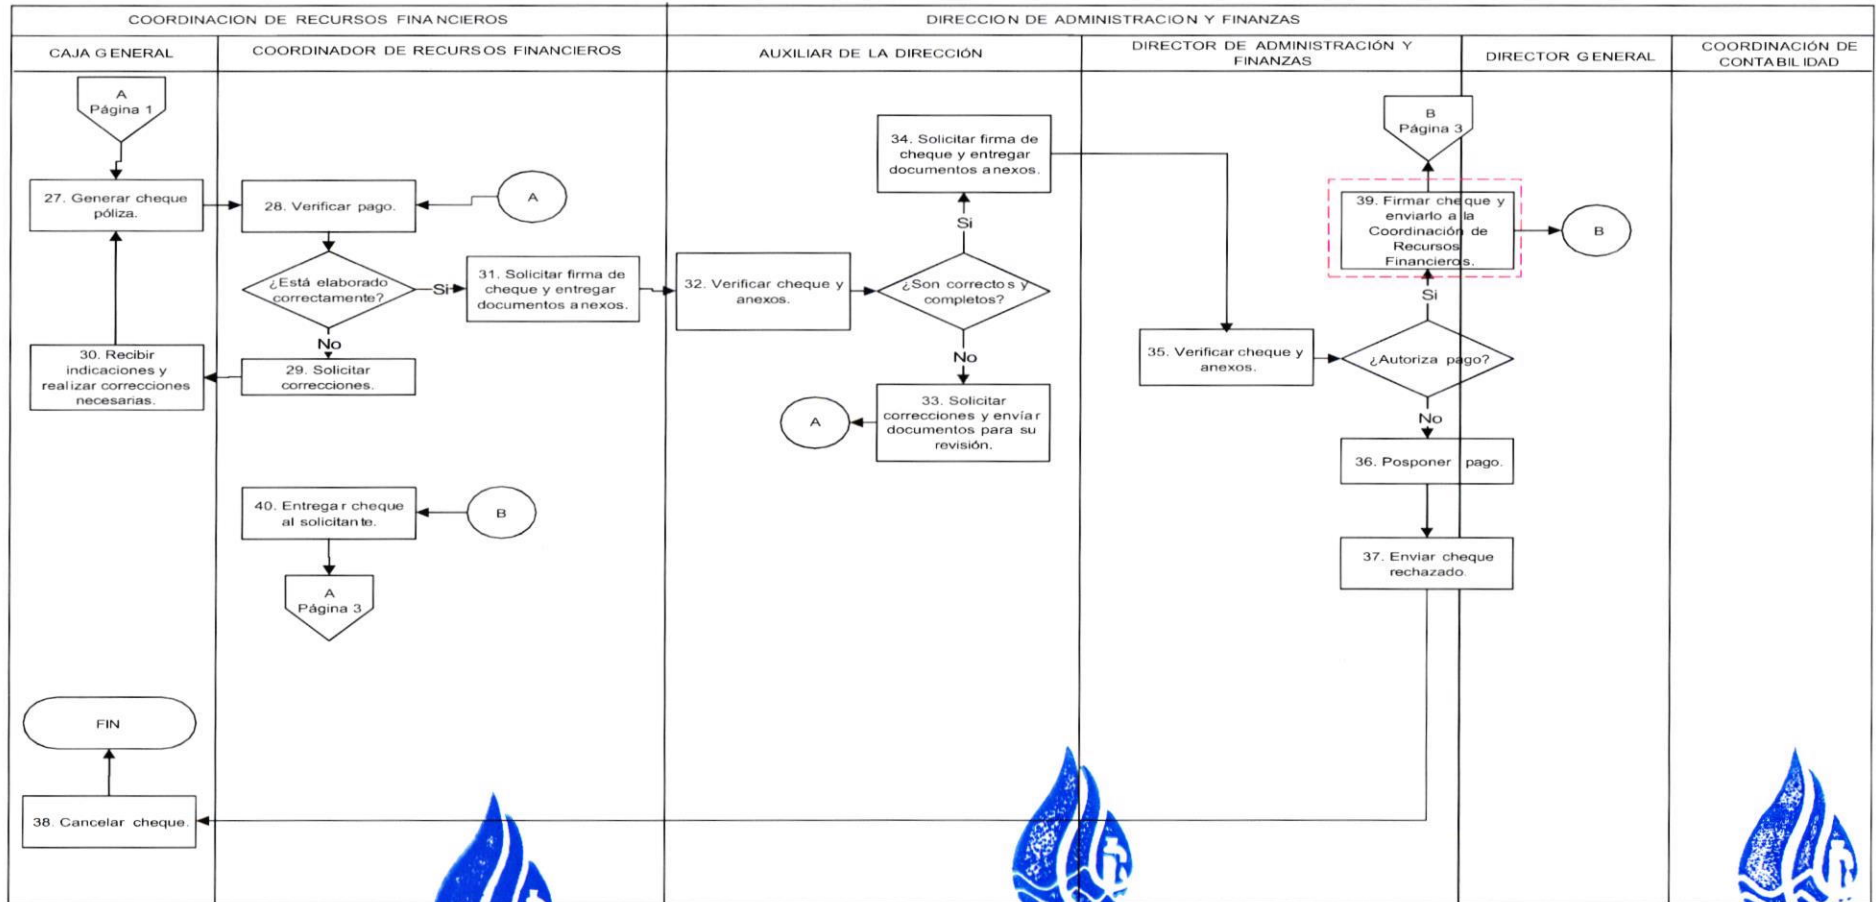 COORDINACION DE RECURSOS FINANCIEROS
DIRECCION DE ADMINISTRACION Y FINANZAS
CAJA GENERAL
COORDINADOR DE RECURSOS FINANCIEROS
AUXILIAR DE LA DIRECCIÓN
DIRECTOR DE ADMINISTRACIÓN Y
FINANZAS
DIRECTOR GENERAL
COORDINACIÓN DE
CONTABILIDAD
A
Página 1
27. Generar cheque
póliza.
28. Verificar pago.
A
¿Está elaborado
correctamente?
Si
No
29. Solicitar
correcciones.
30. Recibir
indicaciones y
realizar correcciones
necesarias.
31. Solicitar firma de
cheque y entregar
documentos anexos.
32. Verificar cheque y
anexos.
¿Son correctos y
completos?
Si
No
33. Solicitar
correcciones y envíar
documentos para su
revisión.
A
34. Solicitar firma de
cheque y entregar
documentos anexos.
35. Verificar cheque y
anexos.
¿Autoriza pago?
Si
No
36. Posponer pago.
37. Enviar cheque
rechazado.
38. Cancelar cheque.
FIN
39. Firmar cheque y
enviarlo a la
Coordinación de
Recursos
Financieros.
B
Página 3
B
B
40. Entregar cheque
al solicitante.
A
Página 3